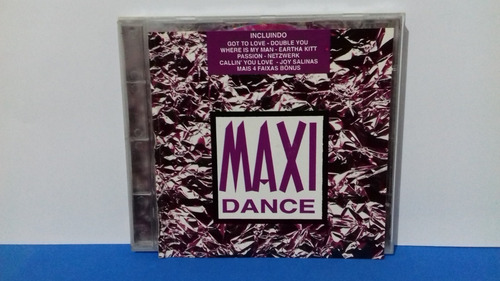 INCLUINDO
GOT TO LOVE - DOUBLE YOU
WHERE IS MY MAN - EARTHA KITT
PASSION - NETZWERK
CALLIN' YOU LOVE - JOY SALINAS
MAIS 4 FAIXAS BÔNUS
MAXI
DANCE